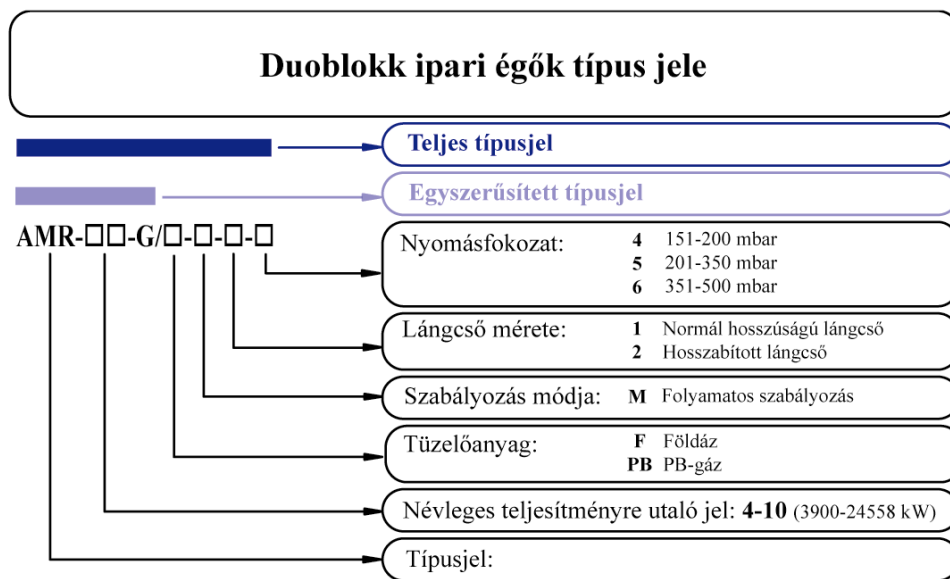 Duoblokk ipari égők típus jele
Teljes típusjel
Egyszerűsített típusjel
AMR-□□-G/□-□-□-□
Nyomásfokozat: 4 151-200 mbar
5 201-350 mbar
6 351-500 mbar
Lángcső mérete: 1 Normál hosszúságú lángcső
2 Hosszabított lángcső
Szabályozás módja: M Folyamatos szabályozás
Tüzelőanyag: F Földáz
PB PB-gáz
Névleges teljesítményre utaló jel: 4-10 (3900-24558 kW)
Típusjel: